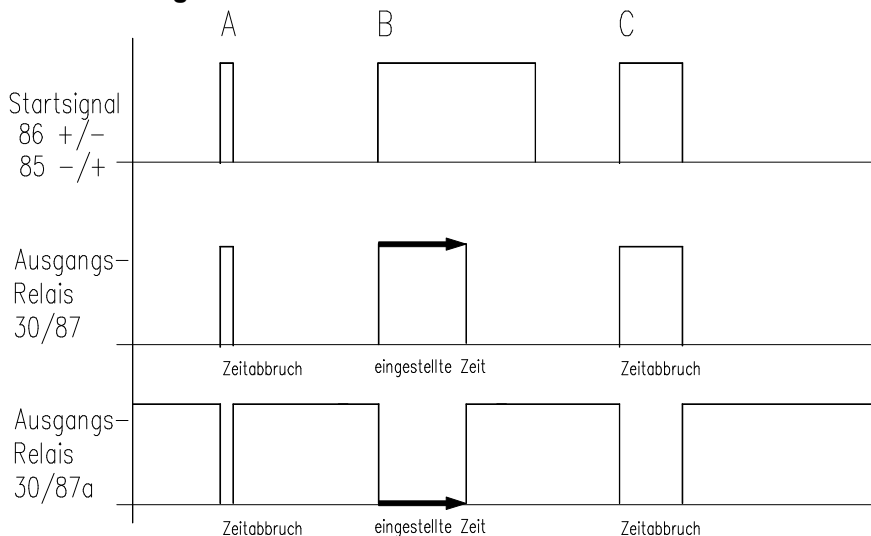 A B C
Startsignal
86 +/-
85 -/+
Ausgangs-
Relais
30/87
Zeitabbruch eingestellte Zeit Zeitabbruch
Ausgangs-
Relais
30/87a
Zeitabbruch eingestellte Zeit Zeitabbruch